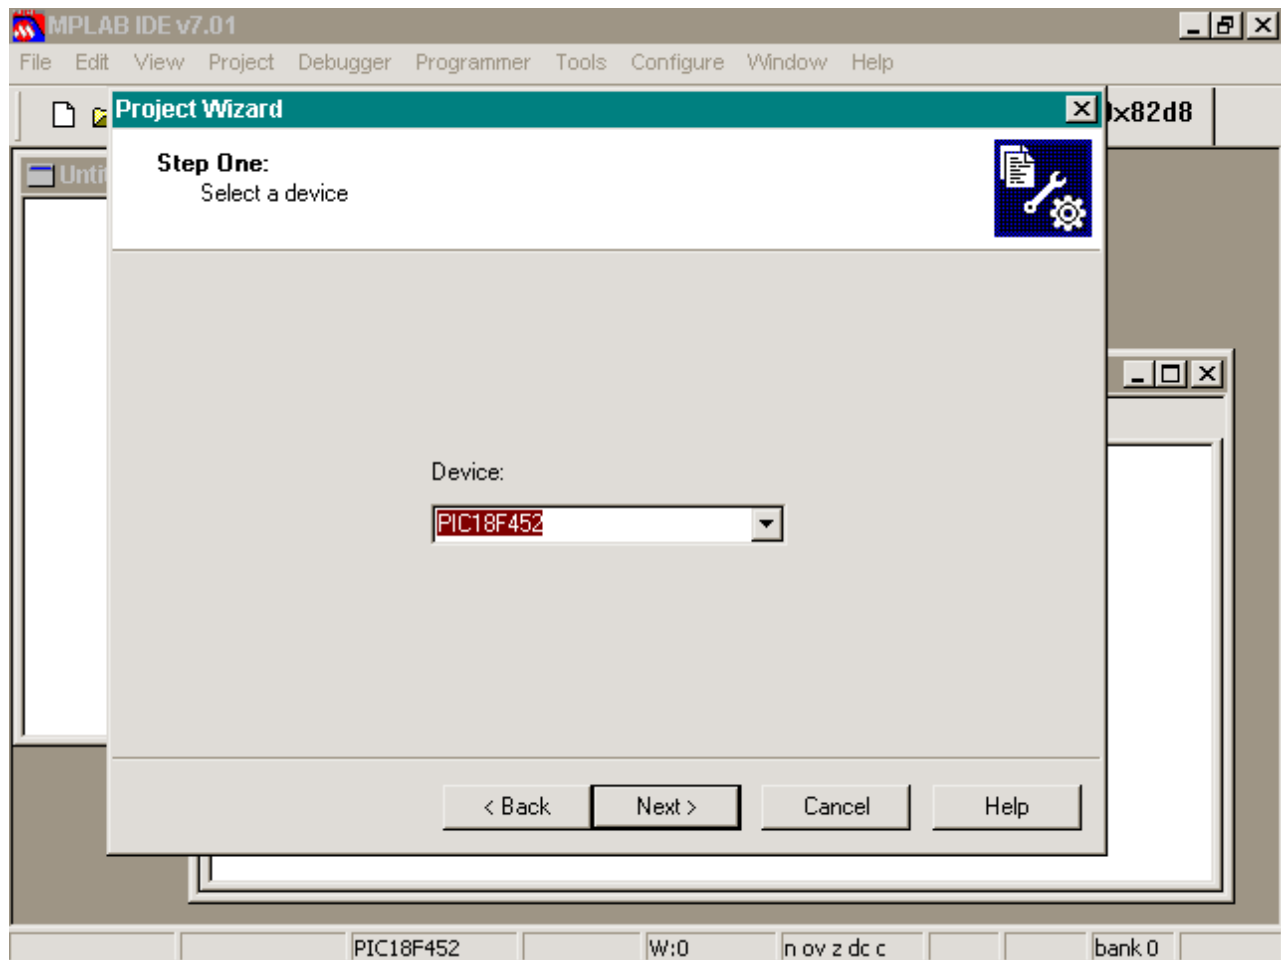 MPLAB IDE v7.01
File Edit View Project Debugger Programmer Tools Configure Window Help
Project Wizard
x82d8
Step One:
Select a device
Untit
Device:
PIC18F452
< Back Next > Cancel Help
PIC18F452 W:0 n ov z dc c bank 0